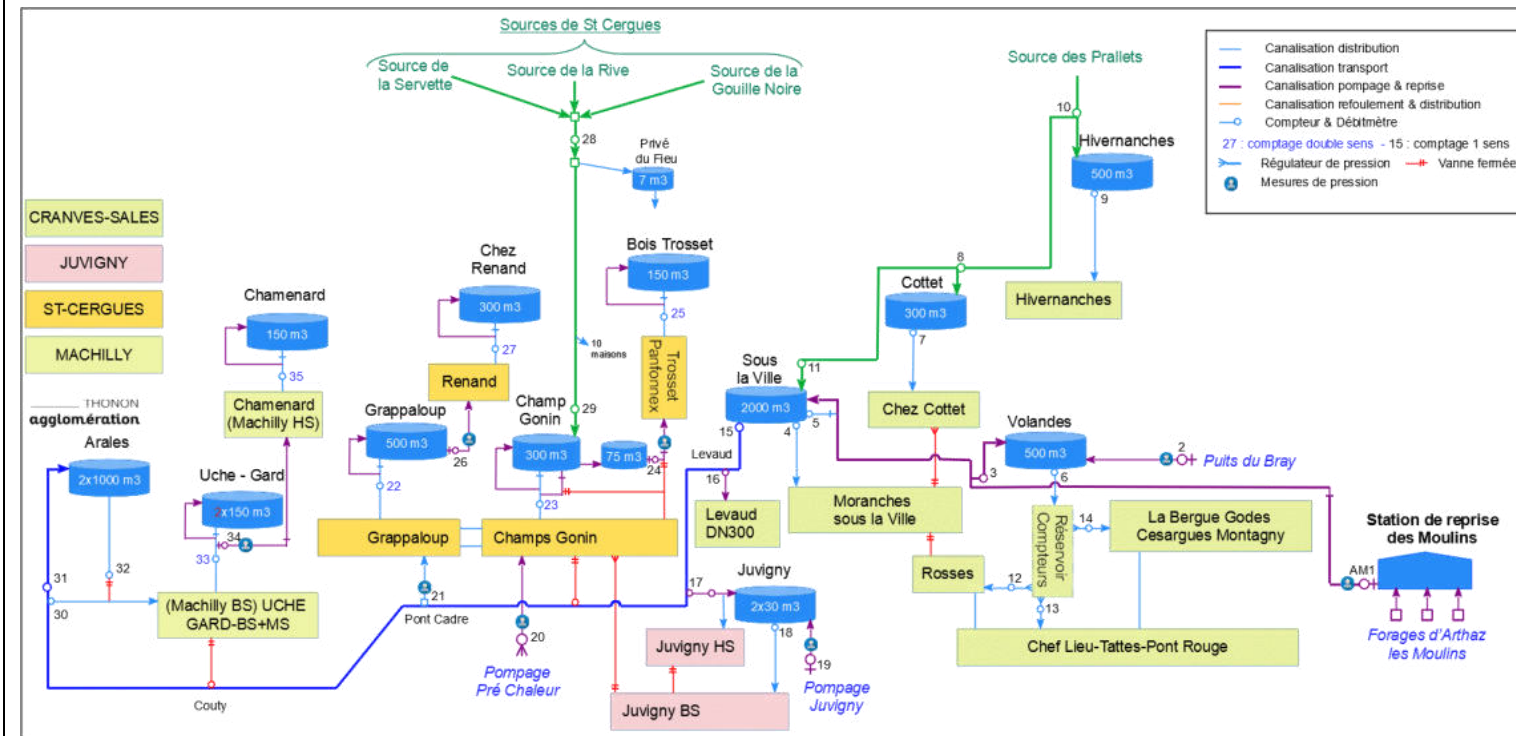 Sources de St Cergues
Source de
la Servette
Source de la Rive
Source de la
Gouille Noire
28
Privé
du Fieu
7 m3
Source des Prallets
10
Hivernanches
500 m3
9
Hivernanches
Canalisation distribution
Canalisation transport
Canalisation pompage & reprise
Canalisation refoulement & distribution
Compteur & Débitmètre
27 : comptage double sens - 15 : comptage 1 sens
Régulateur de pression
Vanne fermée
Mesures de pression
CRANVES-SALES
JUVIGNY
ST-CERGUES
MACHILLY
THONON
agglomération
Chamenard
150 m3
35
Chamenard
(Machilly HS)
Chez
Renand
300 m3
27
Renand
Bois Trosset
150 m3
25
Trosset
Panfonnex
10
maisons
29
8
Cottet
300 m3
7
Chez Cottet
11
Sous
la Ville
2000 m3
15
4
5
Arales
2x1000 m3
31
30
32
Uche - Gard
2x150 m3
34
33
(Machilly BS) UCHE
GARD-BS+MS
Couty
Grappaloup
500 m3
26
22
Grappaloup
21
Pont Cadre
Champ
Gonin
300 m3
75 m3
24
23
Champs Gonin
20
Pompage
Pré Chaleur
Levaud
16
Levaud
DN300
Moranches
sous la Ville
Volandes
500 m3
3
6
2
Puits du Bray
Réservoir
Compteurs
14
La Bergue Godes
Cesargues Montagny
Rosses
12
13
Chef Lieu-Tattes-Pont Rouge
Station de reprise
des Moulins
AM1
Forages d'Arthaz
les Moulins
17
Juvigny
2x30 m3
18
Juvigny HS
19
Pompage
Juvigny
Juvigny BS